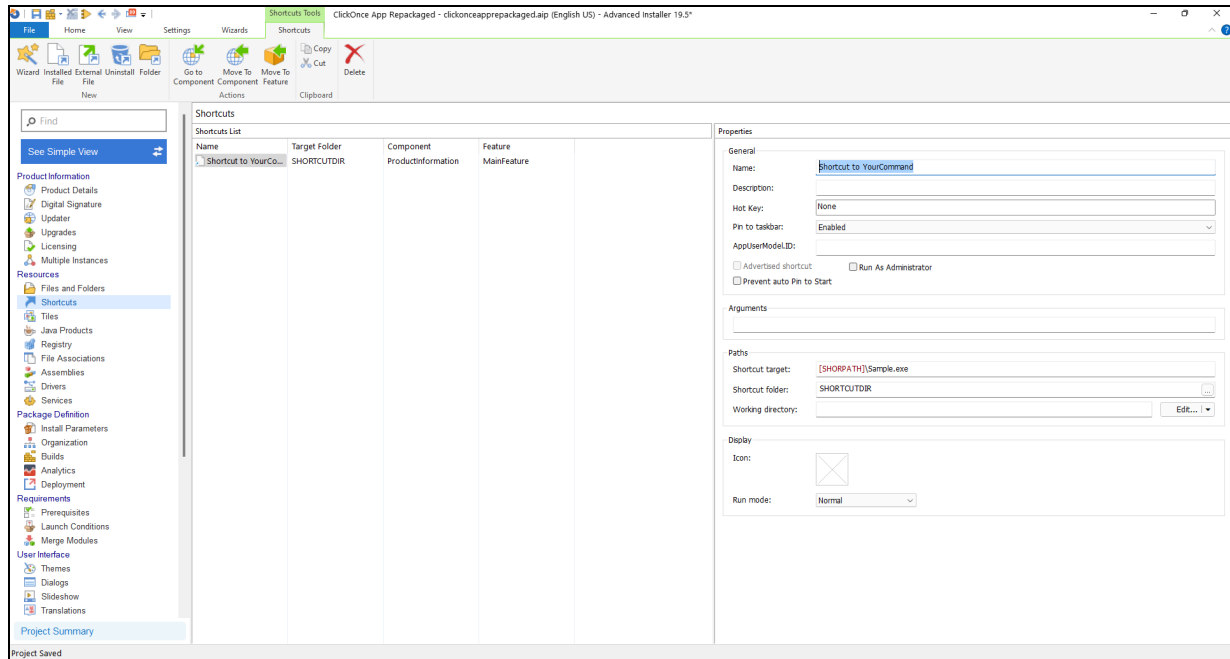 Shortcuts Tools ClickOnce App Repackaged - clickonceapprepackaged.aip (English US) - Advanced Installer 19.5*
File Home View Settings Wizards Shortcuts
Wizard Installed File External File Uninstall Folder
New
Go to Component Move To Component Move To Feature
Actions
Copy
Cut
Clipboard
Delete
Find
See Simple View
Product Information
Product Details
Digital Signature
Updater
Upgrades
Licensing
Multiple Instances
Resources
Files and Folders
Shortcuts
Tiles
Java Products
Registry
File Associations
Assemblies
Drivers
Services
Package Definition
Install Parameters
Organization
Builds
Analytics
Deployment
Requirements
Prerequisites
Launch Conditions
Merge Modules
User Interface
Themes
Dialogs
Slideshow
Translations
Project Summary
Project Saved
Shortcuts
Shortcuts List
Name Target Folder Component Feature
Shortcut to YourCo... SHORTCUTDIR ProductInformation MainFeature
Properties
General
Name: Shortcut to YourCommand
Description:
Hot Key: None
Pin to taskbar: Enabled
AppUserModel.ID:
Advertised shortcut Run As Administrator
Prevent auto Pin to Start
Arguments
Paths
Shortcut target: [SHORPATH]\Sample.exe
Shortcut folder: SHORTCUTDIR ...
Working directory: Edit...
Display
Icon:
Run mode: Normal